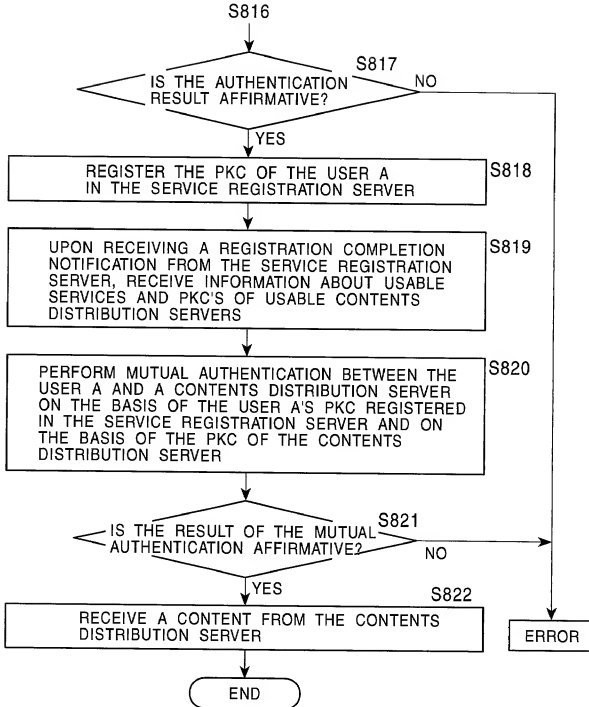 S816
S817
IS THE AUTHENTICATION
RESULT AFFIRMATIVE?
NO
YES
REGISTER THE PKC OF THE USER A
IN THE SERVICE REGISTRATION SERVER
S818
UPON RECEIVING A REGISTRATION COMPLETION
NOTIFICATION FROM THE SERVICE REGISTRATION
SERVER, RECEIVE INFORMATION ABOUT USABLE
SERVICES AND PKC'S OF USABLE CONTENTS
DISTRIBUTION SERVERS
S819
PERFORM MUTUAL AUTHENTICATION BETWEEN THE
USER A AND A CONTENTS DISTRIBUTION SERVER
ON THE BASIS OF THE USER A'S PKC REGISTERED
IN THE SERVICE REGISTRATION SERVER AND ON
THE BASIS OF THE PKC OF THE CONTENTS
DISTRIBUTION SERVER
S820
S821
IS THE RESULT OF THE MUTUAL
AUTHENTICATION AFFIRMATIVE?
NO
YES
S822
RECEIVE A CONTENT FROM THE CONTENTS
DISTRIBUTION SERVER
ERROR
END